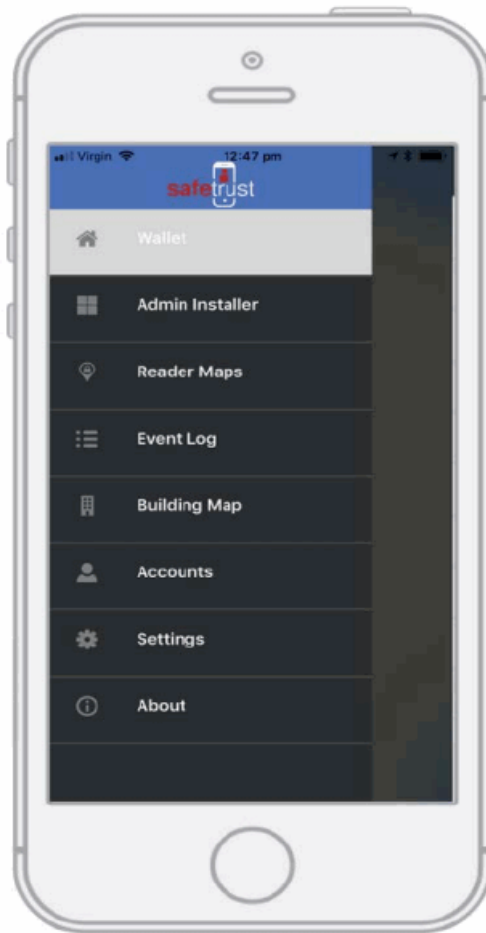 Virgin 12:47 pm
safetrust
Wallet
Admin Installer
Reader Maps
Event Log
Building Map
Accounts
Settings
About